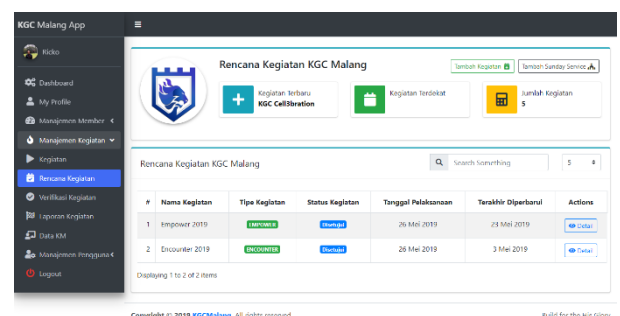 KGC Malang App
Ricko
Dashboard
My Profile
Manajemen Member
Manajemen Kegiatan
Kegiatan
Rencana Kegiatan
Verifikasi Kegiatan
Laporan Kegiatan
Data KM
Manajemen Pengguna
Logout
Rencana Kegiatan KGC Malang
Tambah Kegiatan
Tambah Sunday Service
Kegiatan Terbaru
KGC Cell3bration
Kegiatan Terdekat
Jumlah Kegiatan
5
Rencana Kegiatan KGC Malang
Search Something
5
# Nama Kegiatan Tipe Kegiatan Status Kegiatan Tanggal Pelaksanaan Terakhir Diperbarui Actions
1 Empower 2019 EMPOWER Disetujui 26 Mei 2019 23 Mei 2019 Detail
2 Encounter 2019 ENCOUNTER Disetujui 26 Mei 2019 3 Mei 2019 Detail
Displaying 1 to 2 of 2 items
Copyright © 2019 KGCMalang. All rights reserved.
Build for the His Glory